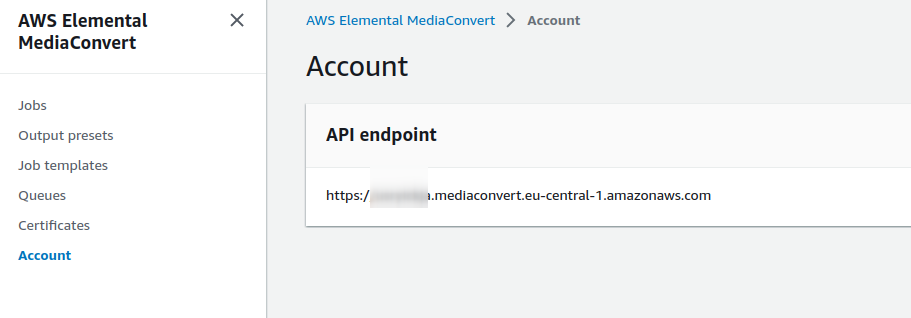 AWS Elemental
MediaConvert
Jobs
Output presets
Job templates
Queues
Certificates
Account
AWS Elemental MediaConvert > Account
Account
API endpoint
https:/ .mediaconvert.eu-central-1.amazonaws.com